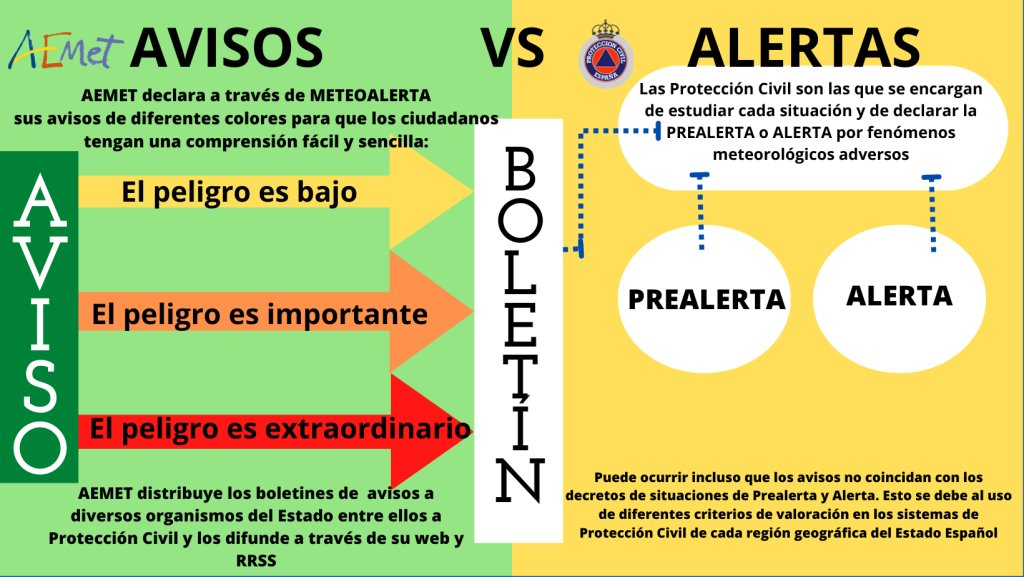 AEMet AVISOS VS ALERTAS
AEMET declara a través de METEOALERTA
sus avisos de diferentes colores para que los ciudadanos
tengan una comprensión fácil y sencilla:
AVISO
El peligro es bajo
El peligro es importante
El peligro es extraordinario
AEMET distribuye los boletines de avisos a
diversos organismos del Estado entre ellos a
Protección Civil y los difunde a través de su web y
RRSS
BOLETÍN
PROTECCION CIVIL
ESPAÑA
Las Protección Civil son las que se encargan
de estudiar cada situación y de declarar la
PREALERTA o ALERTA por fenómenos
meteorológicos adversos
PREALERTA
ALERTA
Puede ocurrir incluso que los avisos no coincidan con los
decretos de situaciones de Prealerta y Alerta. Esto se debe al uso
de diferentes criterios de valoración en los sistemas de
Protección Civil de cada región geográfica del Estado Español